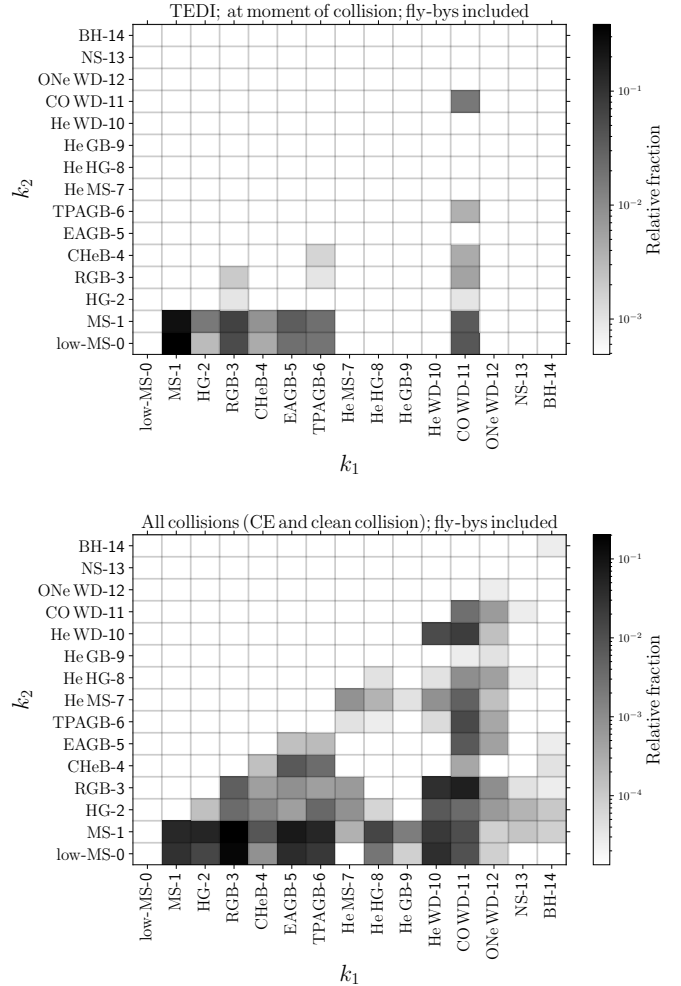 TEDI; at moment of collision; fly-bys included
BH-14
NS-13
ONe WD-12
CO WD-11
He WD-10
He GB-9
He HG-8
He MS-7
TPAGB-6
EAGB-5
CHeB-4
RGB-3
HG-2
MS-1
low-MS-0
k₂
low-MS-0
MS-1
HG-2
RGB-3
CHeB-4
EAGB-5
TPAGB-6
He MS-7
He HG-8
He GB-9
He WD-10
CO WD-11
ONe WD-12
NS-13
BH-14
k₁
10⁻¹
10⁻²
10⁻³
Relative fraction
All collisions (CE and clean collision); fly-bys included
BH-14
NS-13
ONe WD-12
CO WD-11
He WD-10
He GB-9
He HG-8
He MS-7
TPAGB-6
EAGB-5
CHeB-4
RGB-3
HG-2
MS-1
low-MS-0
k₂
low-MS-0
MS-1
HG-2
RGB-3
CHeB-4
EAGB-5
TPAGB-6
He MS-7
He HG-8
He GB-9
He WD-10
CO WD-11
ONe WD-12
NS-13
BH-14
k₁
10⁻¹
10⁻²
10⁻³
10⁻⁴
Relative fraction